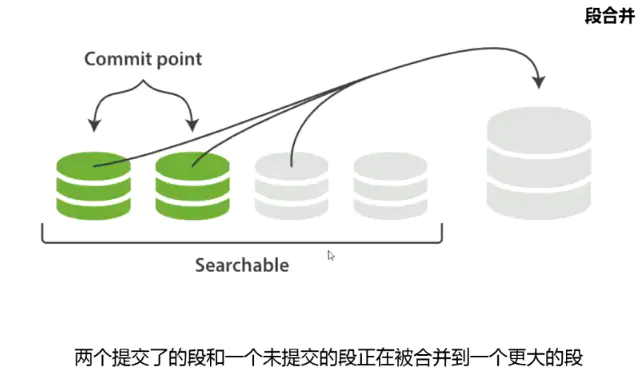 段合并
Commit point
Searchable
两个提交了的段和一个未提交的段正在被合并到一个更大的段